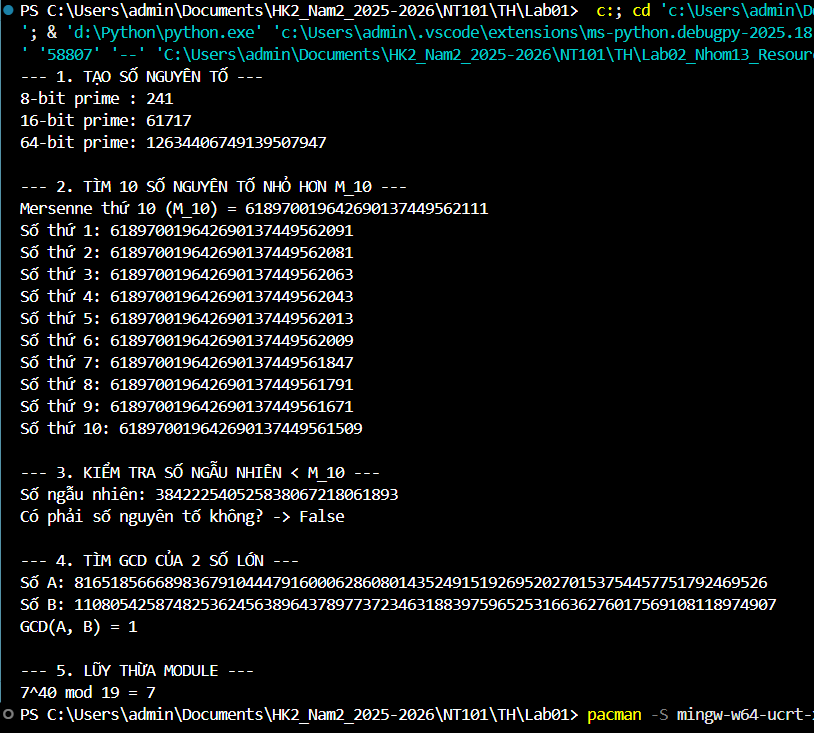 PS C:\Users\admin\Documents\HK2_Nam2_2025-2026\NT101\TH\Lab01>  c:; cd 'c:\Users\admin\D
'; & 'd:\Python\python.exe' 'c:\Users\admin\.vscode\extensions\ms-python.debugpy-2025.18
' '58807' '--' 'C:\Users\admin\Documents\HK2_Nam2_2025-2026\NT101\TH\Lab02_Nhom13_Resour
--- 1. TẠO SỐ NGUYÊN TỐ ---
8-bit prime : 241
16-bit prime: 61717
64-bit prime: 12634406749139507947
--- 2. TÌM 10 SỐ NGUYÊN TỐ NHỎ HƠN M_10 ---
Mersenne thứ 10 (M_10) = 618970019642690137449562111
Số thứ 1: 618970019642690137449562091
Số thứ 2: 618970019642690137449562081
Số thứ 3: 618970019642690137449562063
Số thứ 4: 618970019642690137449562043
Số thứ 5: 618970019642690137449562013
Số thứ 6: 618970019642690137449562009
Số thứ 7: 618970019642690137449561847
Số thứ 8: 618970019642690137449561791
Số thứ 9: 618970019642690137449561671
Số thứ 10: 618970019642690137449561509
--- 3. KIỂM TRA SỐ NGẪU NHIÊN < M_10 ---
Số ngẫu nhiên: 384222540525838067218061893
Có phải số nguyên tố không? -> False
--- 4. TÌM GCD CỦA 2 SỐ LỚN ---
Số A: 81651856668983679104447916000628608014352491519269520270153754457751792469526
Số B: 110805425874825362456389643789773723463188397596525316636276017569108118974907
GCD(A, B) = 1
--- 5. LŨY THỪA MODULE ---
7^40 mod 19 = 7
PS C:\Users\admin\Documents\HK2_Nam2_2025-2026\NT101\TH\Lab01> pacman -S mingw-w64-ucrt-